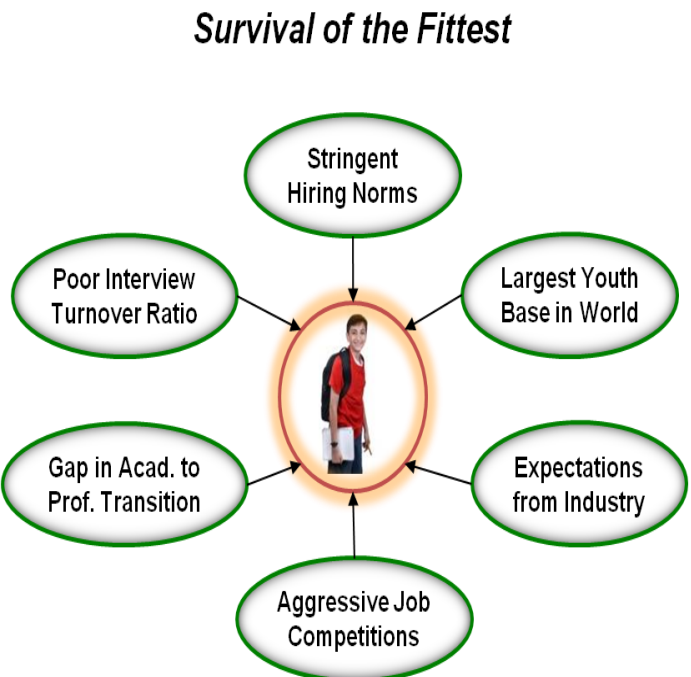 Survival of the Fittest
Stringent
Hiring Norms
Poor Interview
Turnover Ratio
Largest Youth
Base in World
Gap in Acad. to
Prof. Transition
Expectations
from Industry
Aggressive Job
Competitions